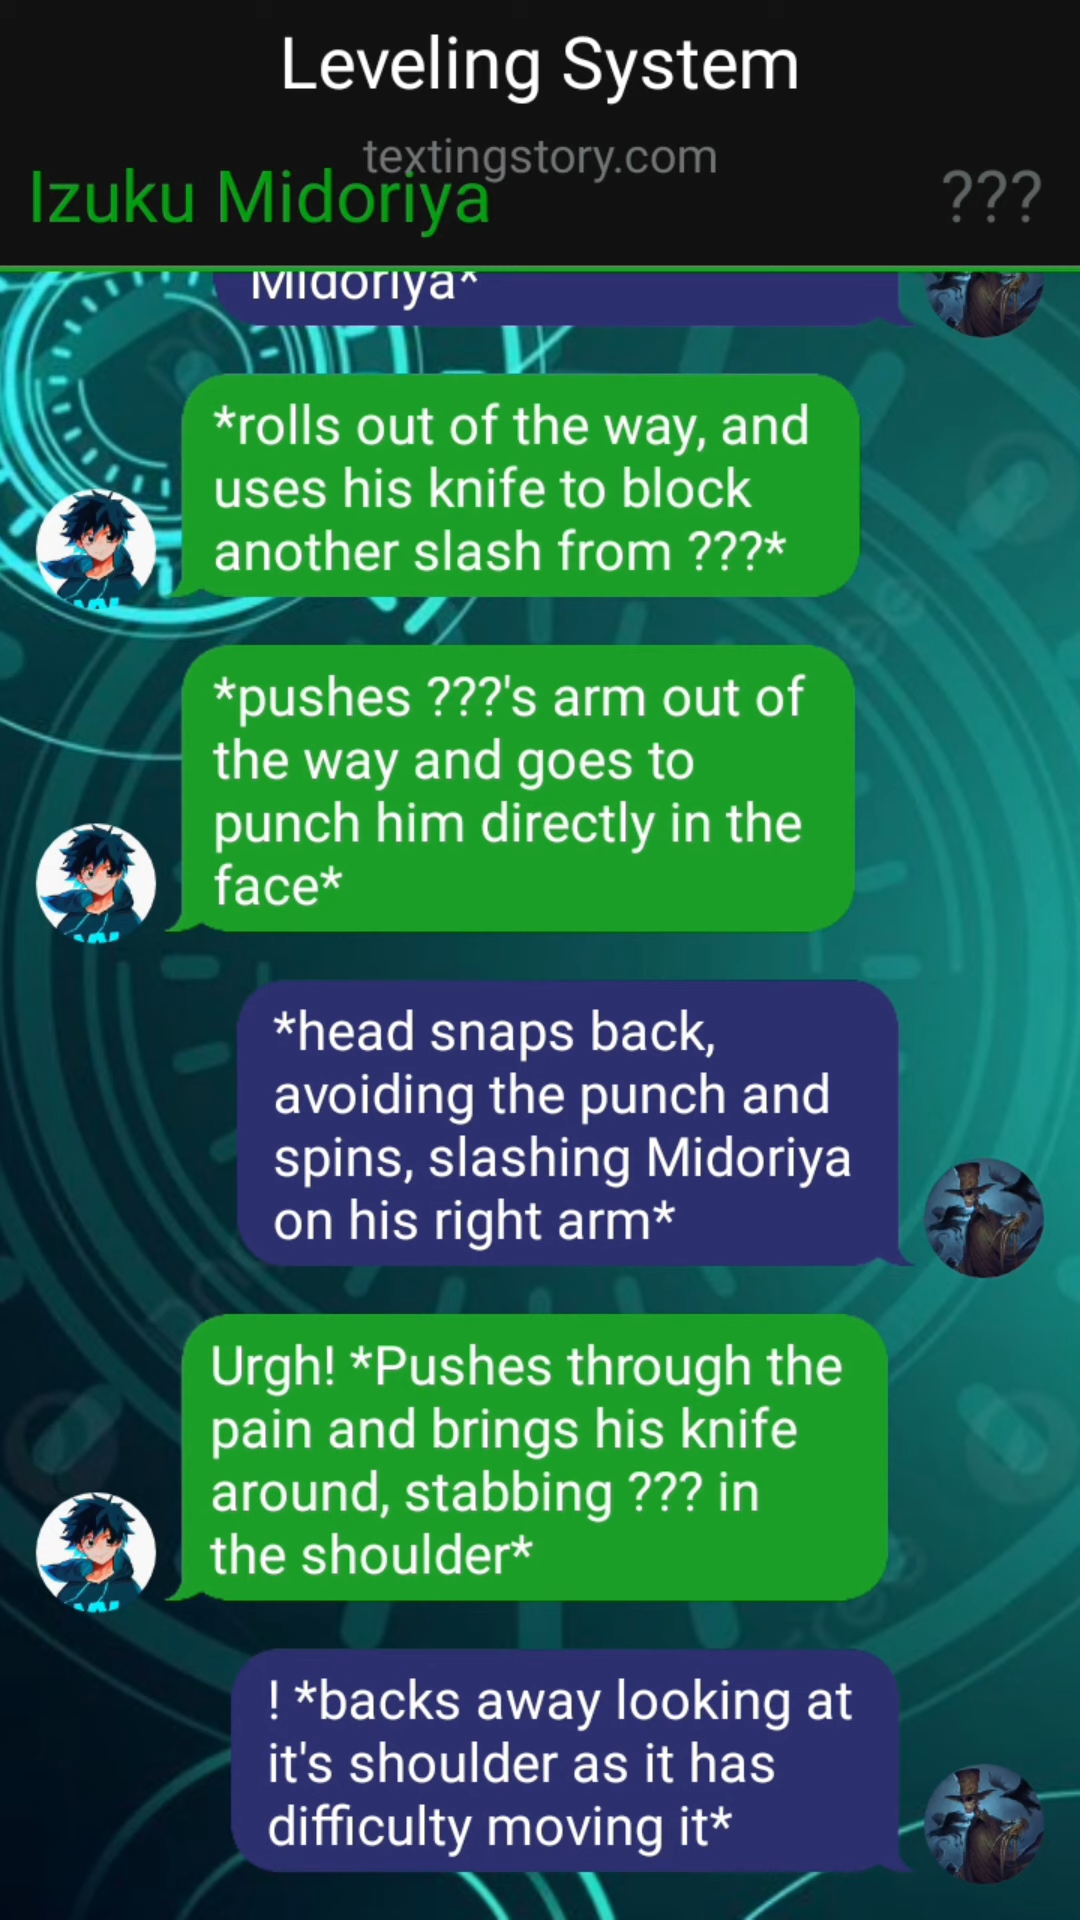 Leveling System
textingstory.com
Izuku Midoriya
???
Midoriya*
*rolls out of the way, and
uses his knife to block
another slash from ???*
*pushes ???'s arm out of
the way and goes to
punch him directly in the
face*
*head snaps back,
avoiding the punch and
spins, slashing Midoriya
on his right arm*
Urgh! *Pushes through the
pain and brings his knife
around, stabbing ??? in
the shoulder*
! *backs away looking at
it's shoulder as it has
difficulty moving it*